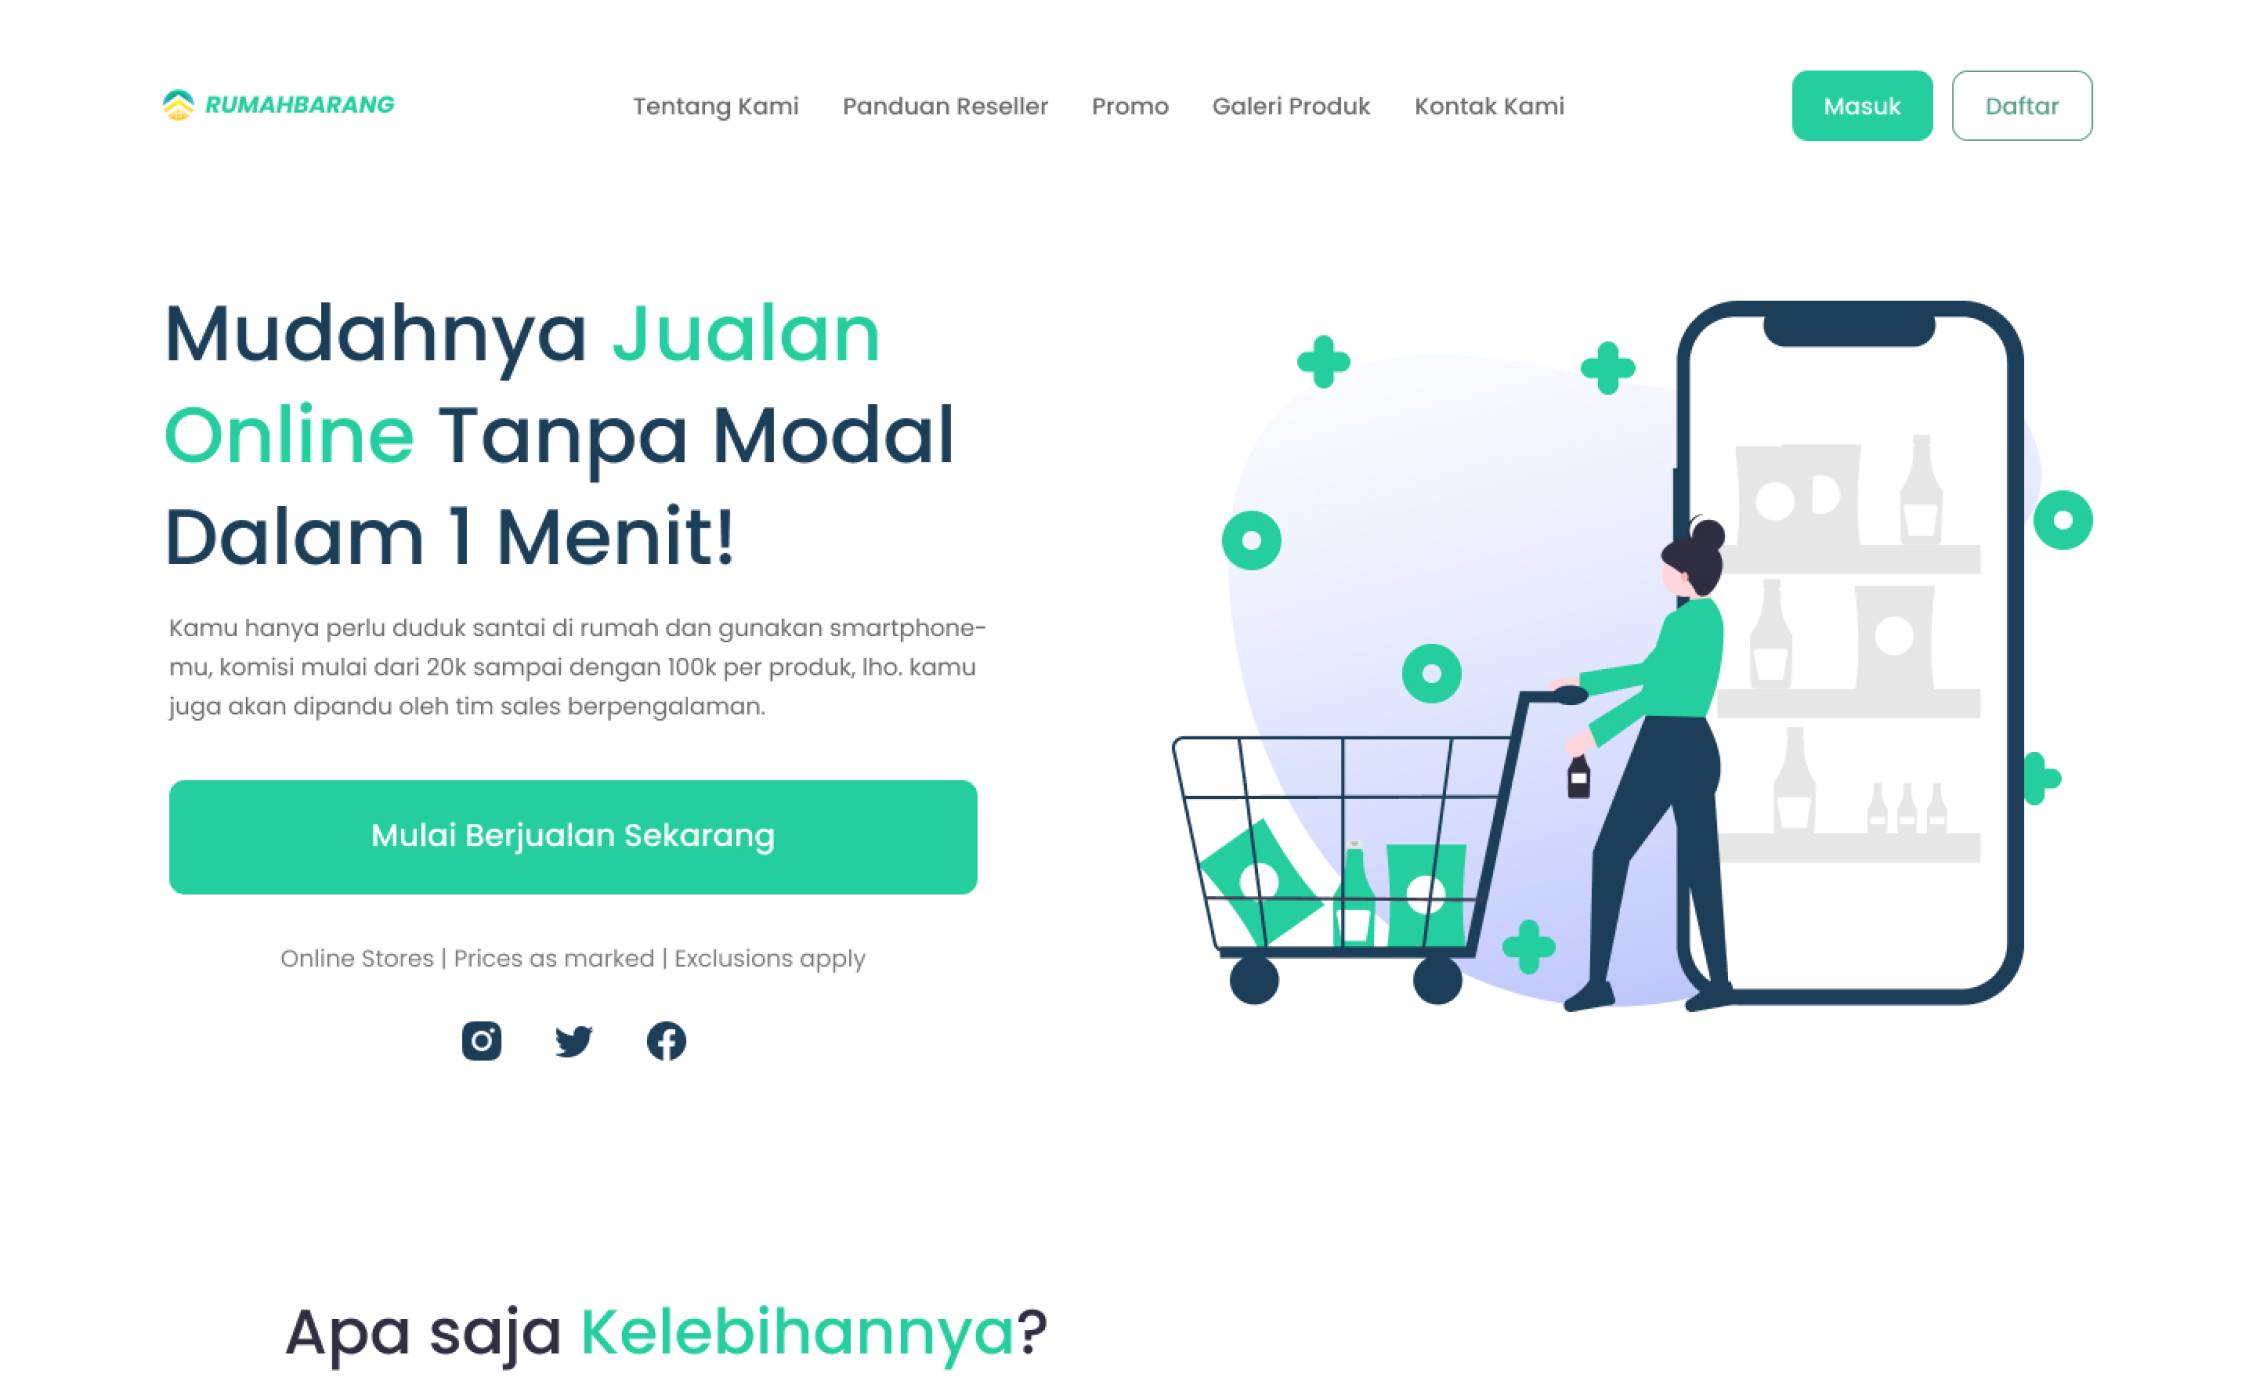 RUMAHBARANG
Tentang Kami
Panduan Reseller
Promo
Galeri Produk
Kontak Kami
Masuk
Daftar
Mudahnya Jualan
Online Tanpa Modal
Dalam 1 Menit!
Kamu hanya perlu duduk santai di rumah dan gunakan smartphone-
mu, komisi mulai dari 20k sampai dengan 100k per produk, lho. kamu
juga akan dipandu oleh tim sales berpengalaman.
Mulai Berjualan Sekarang
Online Stores | Prices as marked | Exclusions apply
Apa saja Kelebihannya?